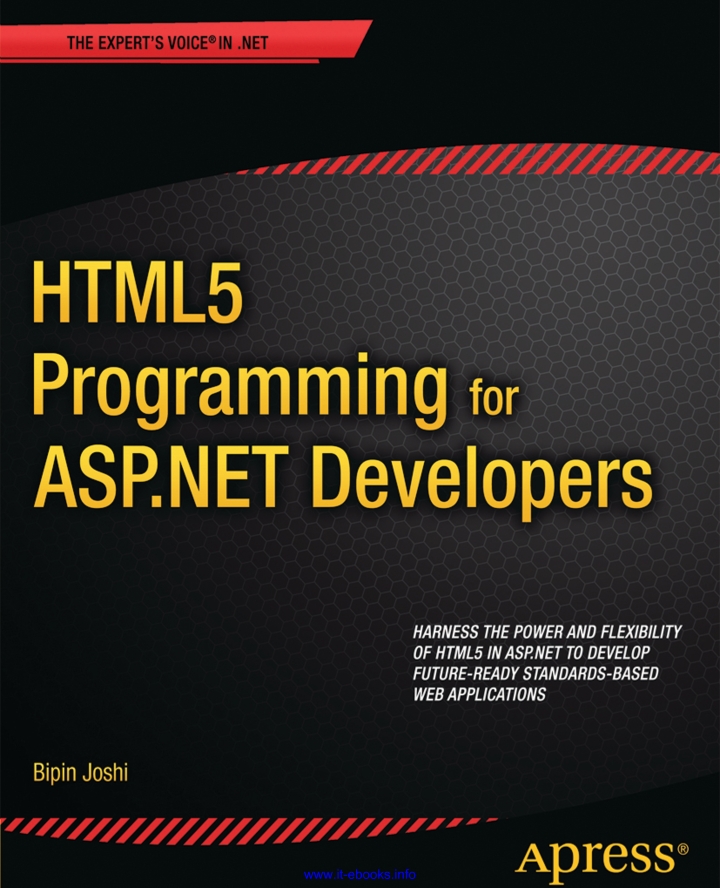 THE EXPERT'S VOICE® IN .NET
HTML5
Programming for
ASP.NET Developers
HARNESS THE POWER AND FLEXIBILITY
OF HTML5 IN ASP.NET TO DEVELOP
FUTURE-READY STANDARDS-BASED
WEB APPLICATIONS
Bipin Joshi
Apress®
www.it-ebooks.info